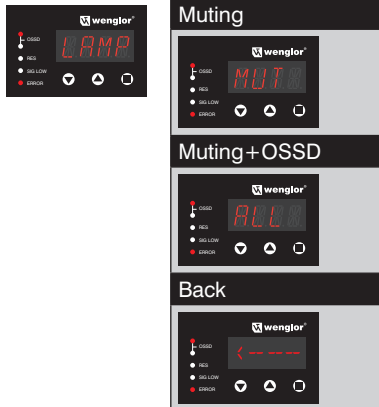 wenglor®
OSSD
LAMP
RES
SIG LOW
ERROR
Muting
wenglor®
OSSD
MUT
RES
SIG LOW
ERROR
Muting+OSSD
wenglor®
OSSD
ALL
RES
SIG LOW
ERROR
Back
wenglor®
OSSD
<-----
RES
SIG LOW
ERROR